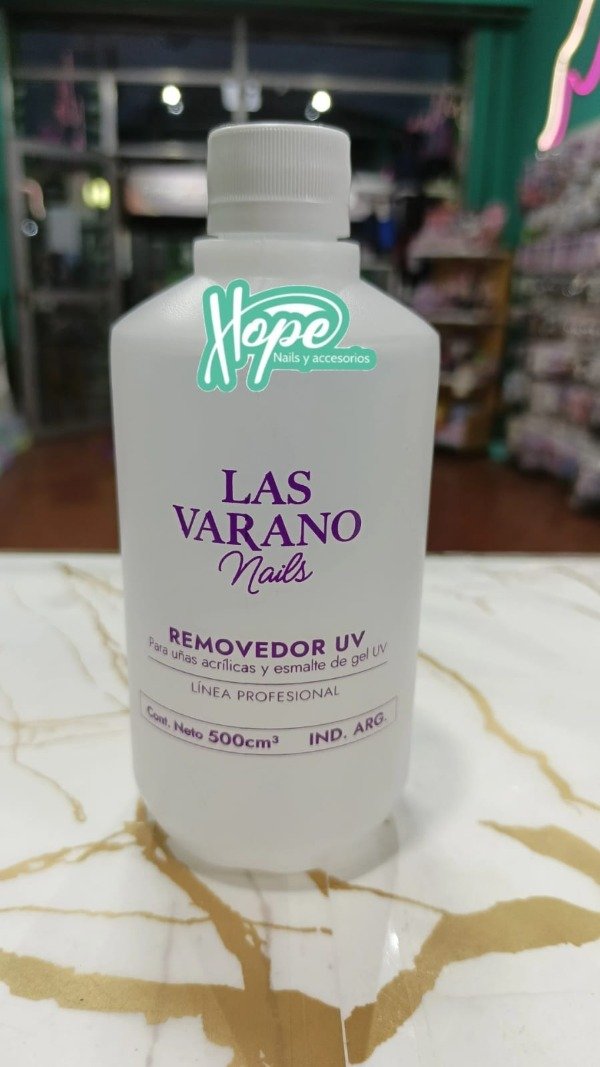 Hope
Nails y accesorios
LAS
VARANO
Nails
REMOVEDOR UV
Para uñas acrílicas y esmalte de gel UV
LÍNEA PROFESIONAL
Cont. Neto 500cm³ IND. ARG.